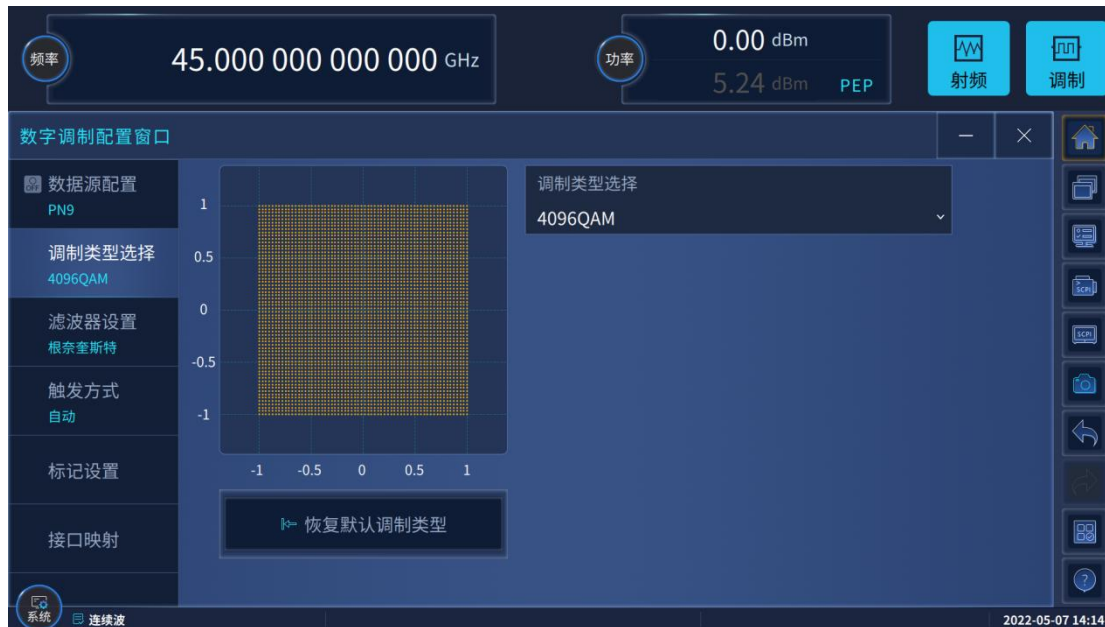 频率
45.000 000 000 000 GHz
功率
0.00 dBm
5.24 dBm PEP
射频
调制
数字调制配置窗口
OFF
数据源配置
PN9
调制类型选择
4096QAM
滤波器设置
根奈奎斯特
触发方式
自动
标记设置
接口映射
1
0.5
0
-0.5
-1
-1 -0.5 0 0.5 1
恢复默认调制类型
调制类型选择
4096QAM
SCPI
SCPI
?
系统
连续波
2022-05-07 14:14